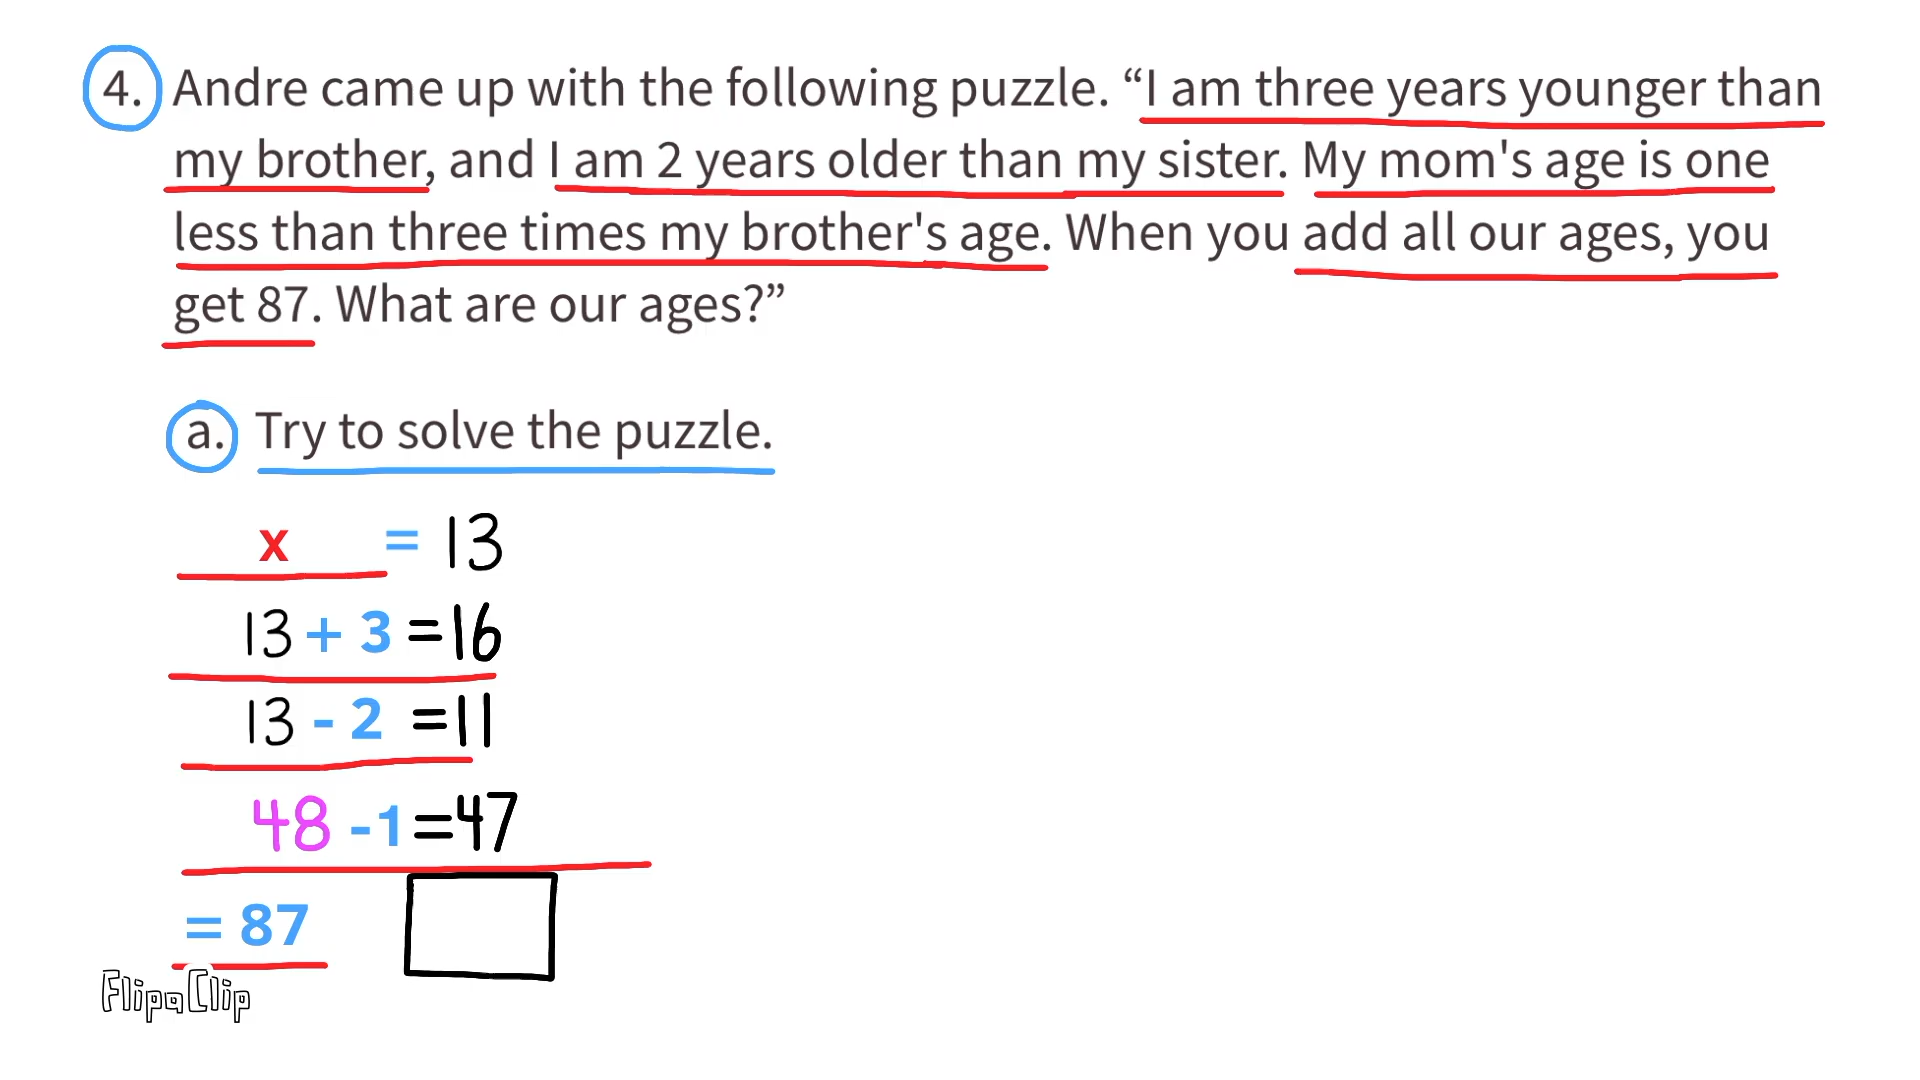 4. Andre came up with the following puzzle. “I am three years younger than
my brother, and I am 2 years older than my sister. My mom's age is one
less than three times my brother's age. When you add all our ages, you
get 87. What are our ages?”
a. Try to solve the puzzle.
x = 13
13 + 3 = 16
13 - 2 = 11
48 - 1 = 47
= 87
FlipaClip